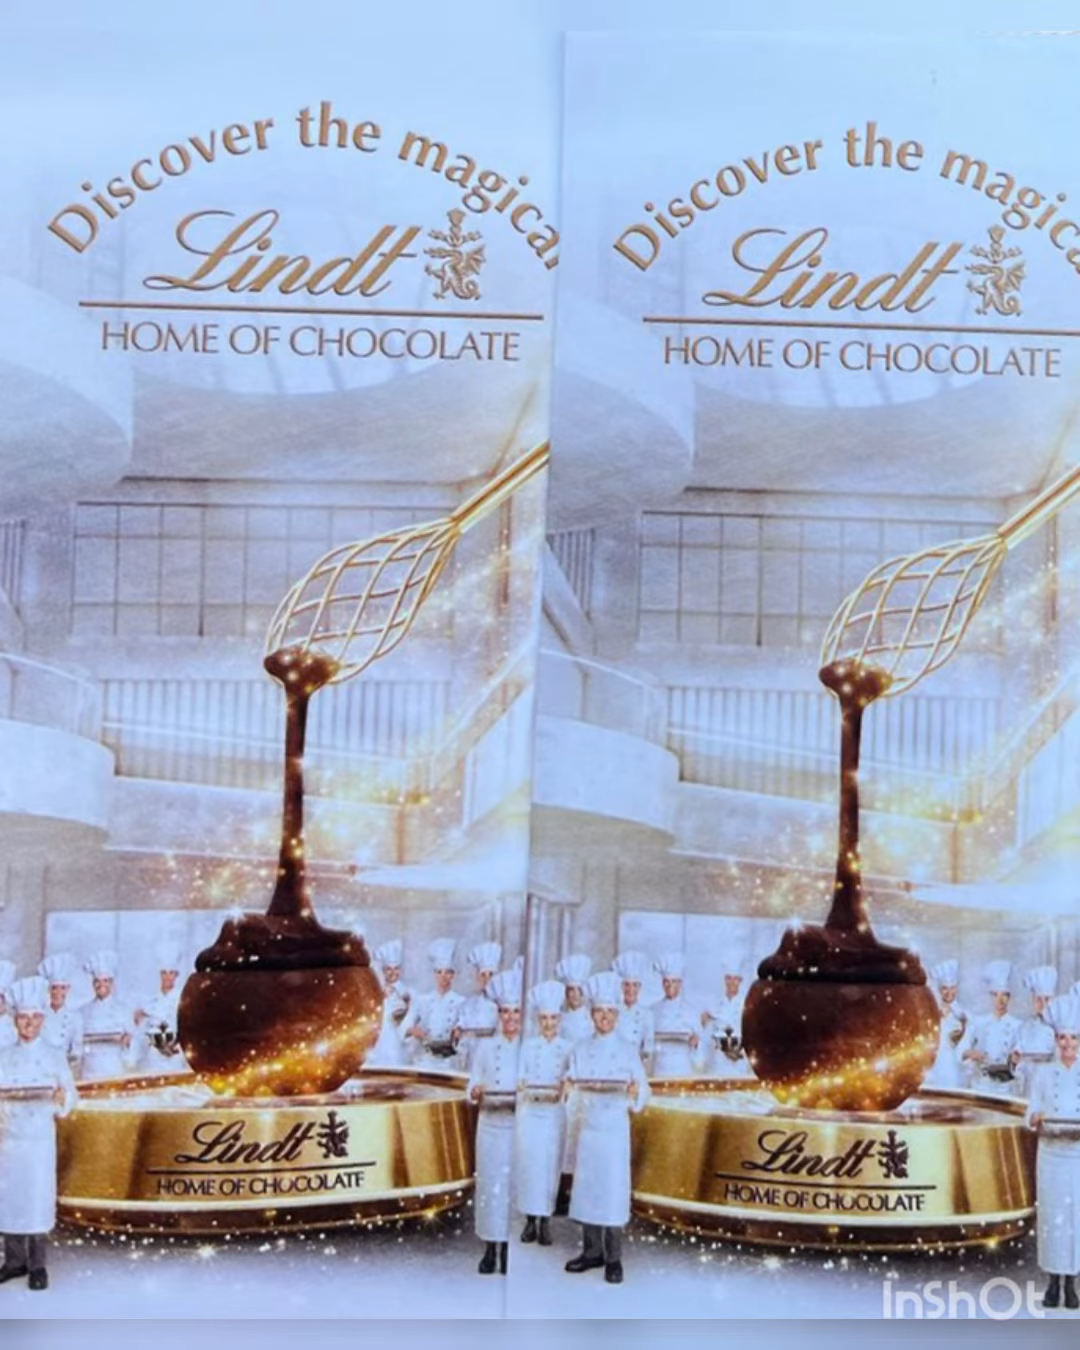 Discover the magical
Lindt
HOME OF CHOCOLATE
Lindt
HOME OF CHOCOLATE
Discover the magica
Lindt
HOME OF CHOCOLATE
Lindt
HOME OF CHOCOLATE
InShOt